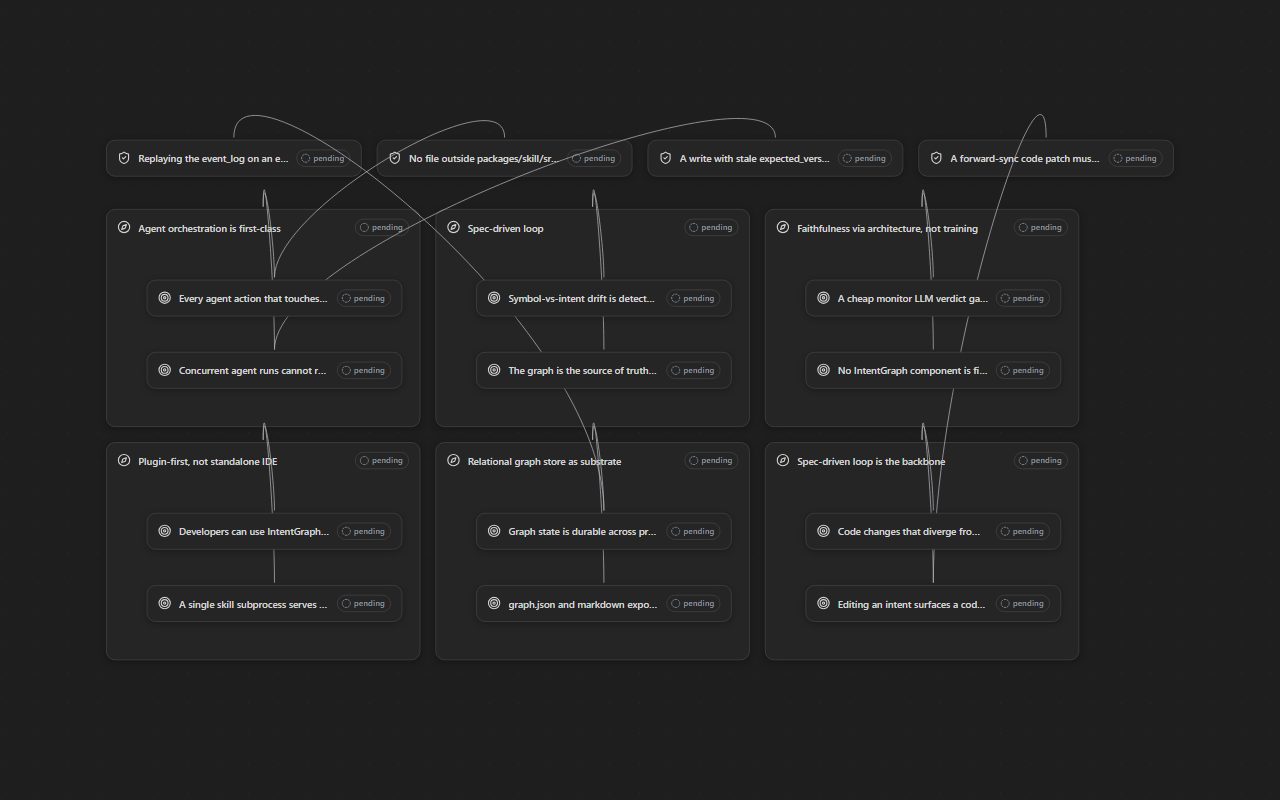 Replaying the event_log on an e... pending
No file outside packages/skill/sr... pending
A write with stale expected_vers... pending
A forward-sync code patch mus... pending
Agent orchestration is first-class pending
Spec-driven loop pending
Faithfulness via architecture, not training pending
Every agent action that touches... pending
Symbol-vs-intent drift is detect... pending
A cheap monitor LLM verdict ga... pending
Concurrent agent runs cannot r... pending
The graph is the source of truth... pending
No IntentGraph component is fi... pending
Plugin-first, not standalone IDE pending
Relational graph store as substrate pending
Spec-driven loop is the backbone pending
Developers can use IntentGraph... pending
Graph state is durable across pr... pending
Code changes that diverge fro... pending
A single skill subprocess serves ... pending
graph.json and markdown expo... pending
Editing an intent surfaces a cod... pending